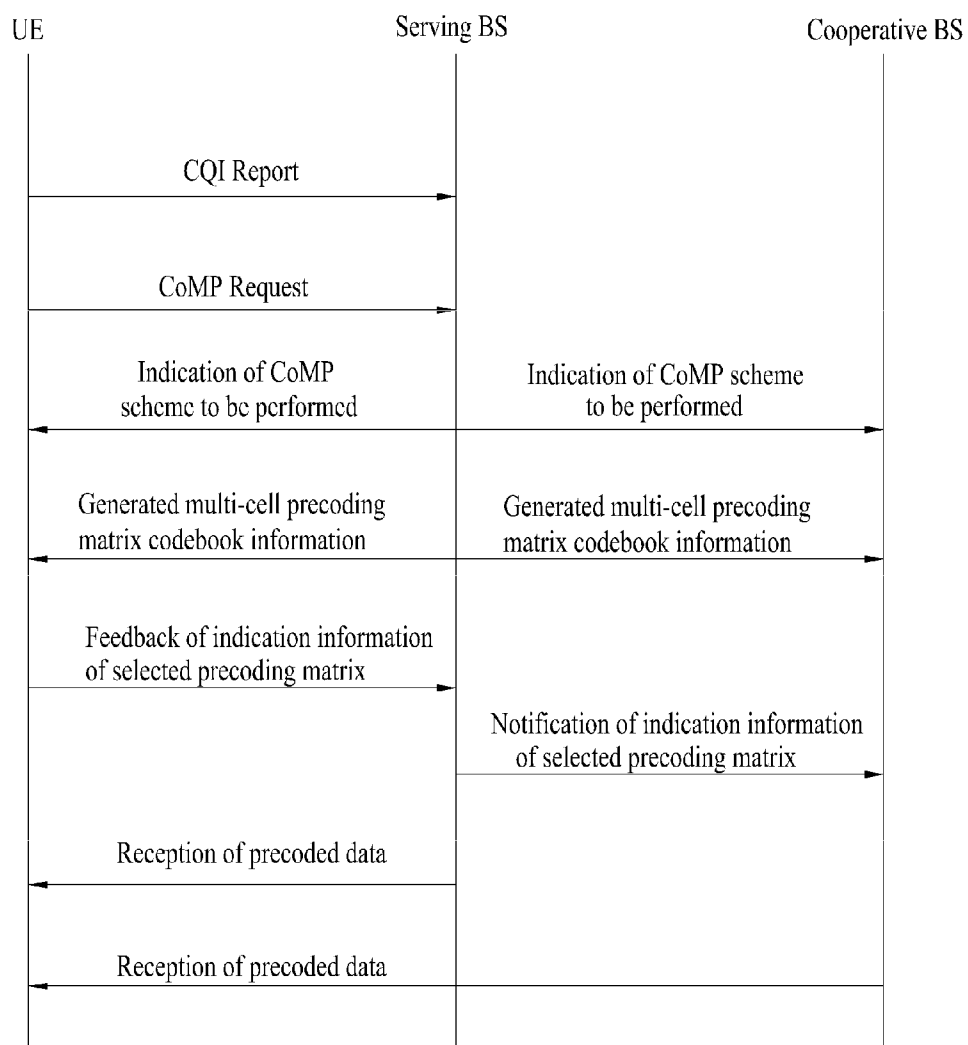 UE
Serving BS
Cooperative BS
CQI Report
CoMP Request
Indication of CoMP
scheme to be performed
Indication of CoMP scheme
to be performed
Generated multi-cell precoding
matrix codebook information
Generated multi-cell precoding
matrix codebook information
Feedback of indication information
of selected precoding matrix
Notification of indication information
of selected precoding matrix
Reception of precoded data
Reception of precoded data